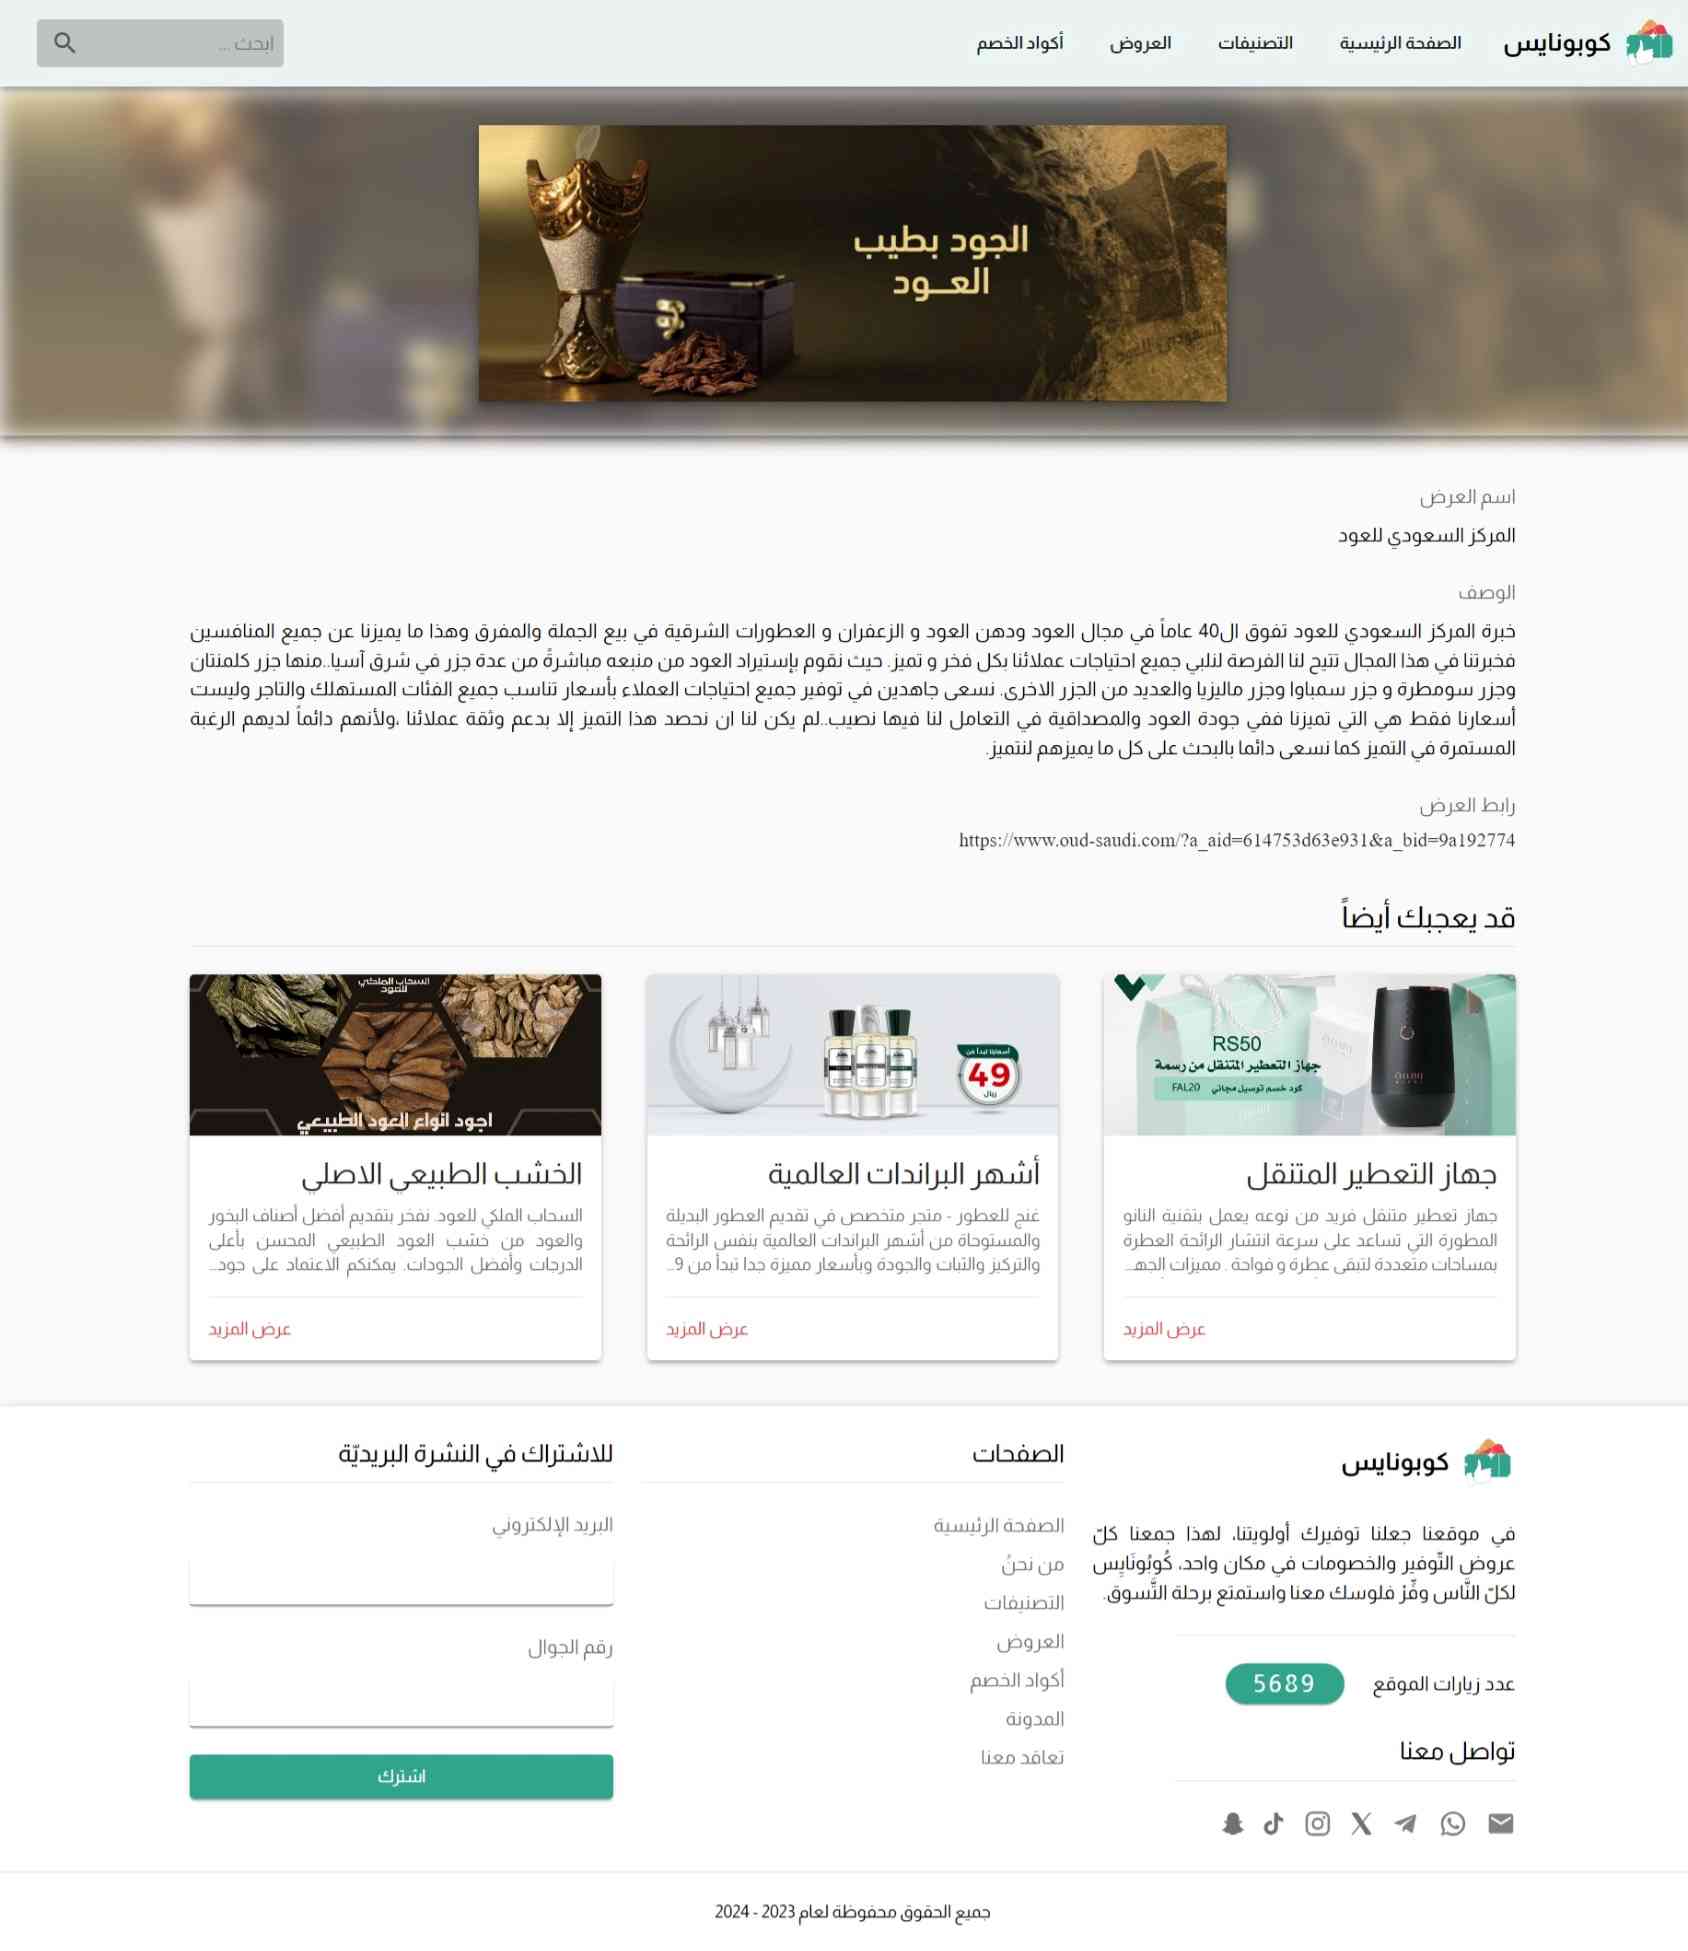 كوبونايس
الصفحة الرئيسية
التصنيفات
العروض
أكواد الخصم
ابحث ...
الجود بطيب
العود
اسم العرض
المركز السعودي للعود
الوصف
خبرة المركز السعودي للعود تفوق ال40 عاماً في مجال العود ودهن العود و الزعفران و العطورات الشرقية في بيع الجملة والمفرق وهذا ما يميزنا عن جميع المنافسين
فخبرتنا في هذا المجال تتيح لنا الفرصة لنلبي جميع احتياجات عملائنا بكل فخر و تميز. حيث نقوم بإستيراد العود من منبعه مباشرةً من عدة جزر في شرق آسيا..منها جزر كلمنتان
وجزر سومطرة و جزر سمباوا وجزر ماليزيا والعديد من الجزر الاخرى. نسعى جاهدين في توفير جميع احتياجات العملاء بأسعار تناسب جميع الفئات المستهلك والتاجر وليست
أسعارنا فقط هي التي تميزنا ففي جودة العود والمصداقية في التعامل لنا فيها نصيب..لم يكن لنا ان نحصد هذا التميز إلا بدعم وثقة عملائنا ،ولأنهم دائماً لديهم الرغبة
المستمرة في التميز كما نسعى دائما بالبحث على كل ما يميزهم لنتميز.
رابط العرض
https://www.oud-saudi.com/?a_aid=614753d63e931&a_bid=9a192774
قد يعجبك أيضاً
RS50
جهاز التعطير المتنقل من رسمة
كود خسم توسيل مجاني FAL20
جهاز التعطير المتنقل
جهاز تعطير متنقل فريد من نوعه يعمل بتقنية النانو
المطورة التي تساعد على سرعة انتشار الرائحة العطرة
بمساحات متعددة لتبقى عطرة و فواحة . مميزات الجهـ...
عرض المزيد
أسعارنا تبدأ من
49
ريال
أشهر البراندات العالمية
غنج للعطور - متجر متخصص في تقديم العطور البديلة
والمستوحاة من أشهر البراندات العالمية بنفس الرائحة
والتركيز والثبات والجودة وبأسعار مميزة جدا تبدأ من 9...
عرض المزيد
السحاب الملكي
للعود
اجود انواع العود الطبيعي
الخشب الطبيعي الاصلي
السحاب الملكي للعود. نفخر بتقديم أفضل أصناف البخور
والعود من خشب العود الطبيعي المحسن بأعلى
الدرجات وأفضل الجودات. يمكنكم الاعتماد على جود...
عرض المزيد
كوبونايس
في موقعنا جعلنا توفيرك أولويتنا، لهذا جمعنا كلّ
عروض التّوفير والخصومات في مكان واحد، كُوبُونَايِس
لكلّ النَّاس وفِّرْ فلوسك معنا واستمتع برحلة التَّسوق.
عدد زيارات الموقع
5689
تواصل معنا
الصفحات
الصفحة الرئيسية
من نحنُ
التصنيفات
العروض
أكواد الخصم
المدونة
تعاقد معنا
للاشتراك في النشرة البريديّة
البريد الإلكتروني
رقم الجوال
اشترك
جميع الحقوق محفوظة لعام 2023 - 2024